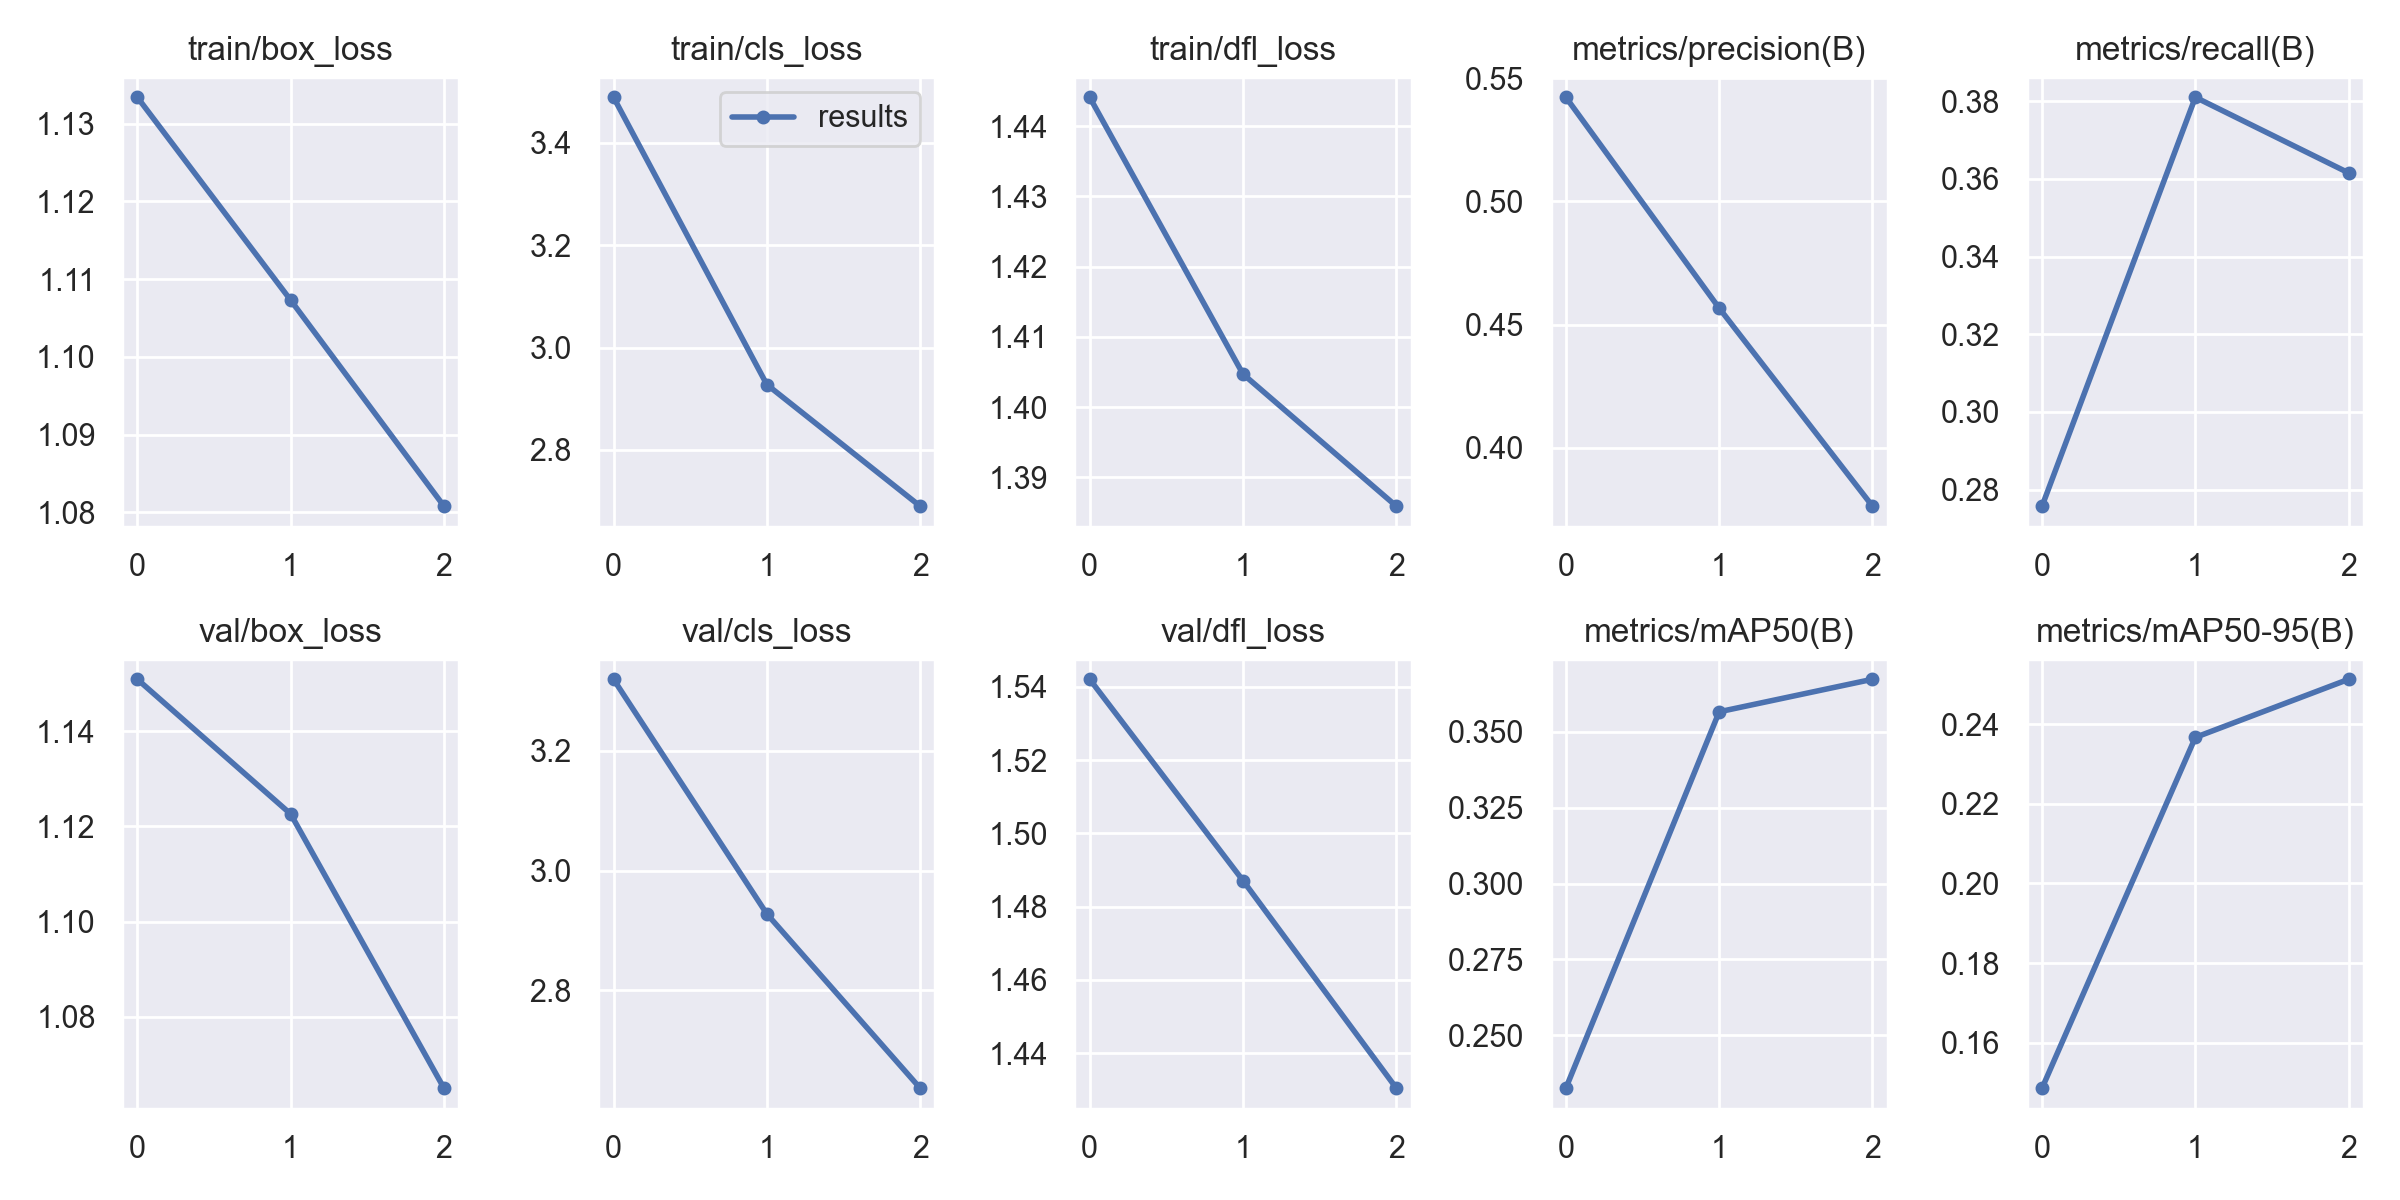 train/box_loss
1.13
1.12
1.11
1.10
1.09
1.08
0 1 2
train/cls_loss
results
3.4
3.2
3.0
2.8
0 1 2
train/dfl_loss
1.44
1.43
1.42
1.41
1.40
1.39
0 1 2
metrics/precision(B)
0.55
0.50
0.45
0.40
0 1 2
metrics/recall(B)
0.38
0.36
0.34
0.32
0.30
0.28
0 1 2
val/box_loss
1.14
1.12
1.10
1.08
0 1 2
val/cls_loss
3.2
3.0
2.8
0 1 2
val/dfl_loss
1.54
1.52
1.50
1.48
1.46
1.44
0 1 2
metrics/mAP50(B)
0.350
0.325
0.300
0.275
0.250
0 1 2
metrics/mAP50-95(B)
0.24
0.22
0.20
0.18
0.16
0 1 2